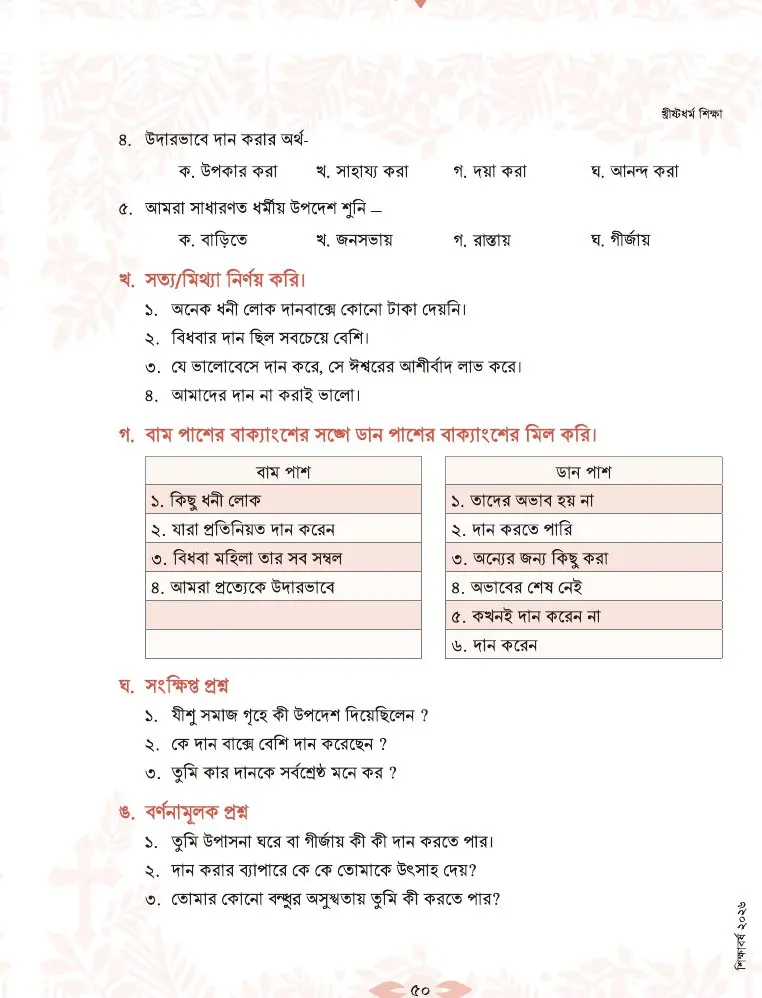 খ্রীষ্টধর্ম শিক্ষা
৪. উদারভাবে দান করার অর্থ-
ক. উপকার করা খ. সাহায্য করা গ. দয়া করা ঘ. আনন্দ করা
৫. আমরা সাধারণত ধর্মীয় উপদেশ শুনি –
ক. বাড়িতে খ. জনসভায় গ. রাস্তায় ঘ. গীর্জায়
খ. সত্য/মিথ্যা নির্ণয় করি।
১. অনেক ধনী লোক দানবাক্সে কোনো টাকা দেয়নি।
২. বিধবার দান ছিল সবচেয়ে বেশি।
৩. যে ভালোবেসে দান করে, সে ঈশ্বরের আশীর্বাদ লাভ করে।
৪. আমাদের দান না করাই ভালো।
গ. বাম পাশের বাক্যাংশের সঙ্গে ডান পাশের বাক্যাংশের মিল করি।
বাম পাশ ডান পাশ
১. কিছু ধনী লোক ১. তাদের অভাব হয় না
২. যারা প্রতিনিয়ত দান করেন ২. দান করতে পারি
৩. বিধবা মহিলা তার সব সম্বল ৩. অন্যের জন্য কিছু করা
৪. আমরা প্রত্যেকে উদারভাবে ৪. অভাবের শেষ নেই
৫. কখনই দান করেন না
৬. দান করেন
ঘ. সংক্ষিপ্ত প্রশ্ন
১. যীশু সমাজ গৃহে কী উপদেশ দিয়েছিলেন ?
২. কে দান বাক্সে বেশি দান করেছেন ?
৩. তুমি কার দানকে সর্বশ্রেষ্ঠ মনে কর ?
ঙ. বর্ণনামূলক প্রশ্ন
১. তুমি উপাসনা ঘরে বা গীর্জায় কী কী দান করতে পার।
২. দান করার ব্যাপারে কে কে তোমাকে উৎসাহ দেয়?
৩. তোমার কোনো বন্ধুর অসুস্থতায় তুমি কী করতে পার?
শিক্ষাবর্ষ ২০২৬
৫০